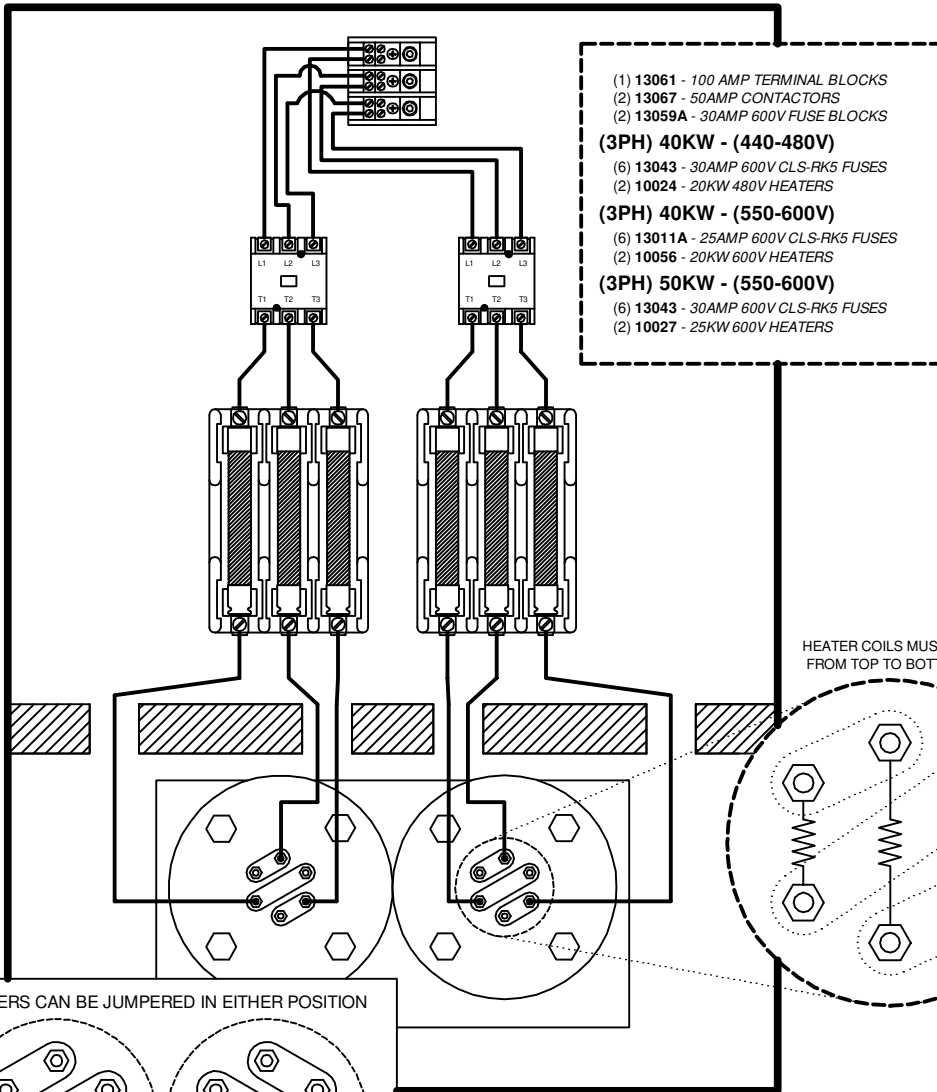 (1) 13061 - 100 AMP TERMINAL BLOCKS
(2) 13067 - 50AMP CONTACTORS
(2) 13059A - 30AMP 600V FUSE BLOCKS
(3PH) 40KW - (440-480V)
(6) 13043 - 30AMP 600V CLS-RK5 FUSES
(2) 10024 - 20KW 480V HEATERS
(3PH) 40KW - (550-600V)
(6) 13011A - 25AMP 600V CLS-RK5 FUSES
(2) 10056 - 20KW 600V HEATERS
(3PH) 50KW - (550-600V)
(6) 13043 - 30AMP 600V CLS-RK5 FUSES
(2) 10027 - 25KW 600V HEATERS
L1 L2 L3
T1 T2 T3
L1 L2 L3
T1 T2 T3
HEATER COILS MUS
FROM TOP TO BOTT
ERS CAN BE JUMPERED IN EITHER POSITION